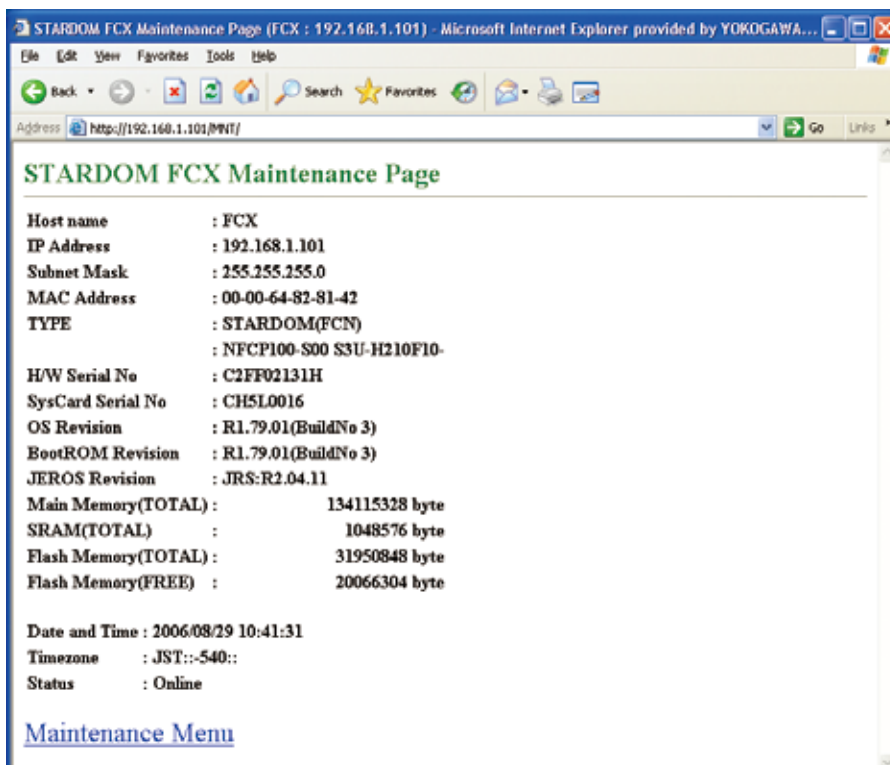 STARDOM FCX Maintenance Page (FCX : 192.168.1.101) - Microsoft Internet Explorer provided by YOKOGAWA...
File Edit View Favorites Tools Help
Back Search Favorites
Address http://192.168.1.101/MNT/ Go Links
STARDOM FCX Maintenance Page
Host name : FCX
IP Address : 192.168.1.101
Subnet Mask : 255.255.255.0
MAC Address : 00-00-64-82-81-42
TYPE : STARDOM(FCN)
: NFCP100-S00 S3U-H210F10-
H/W Serial No : C2FF02131H
SysCard Serial No : CH5L0016
OS Revision : R1.79.01(BuildNo 3)
BootROM Revision : R1.79.01(BuildNo 3)
JEROS Revision : JRS:R2.04.11
Main Memory(TOTAL) : 134115328 byte
SRAM(TOTAL) : 1048576 byte
Flash Memory(TOTAL) : 31950848 byte
Flash Memory(FREE) : 20066304 byte
Date and Time : 2006/08/29 10:41:31
Timezone : JST::-540::
Status : Online
Maintenance Menu